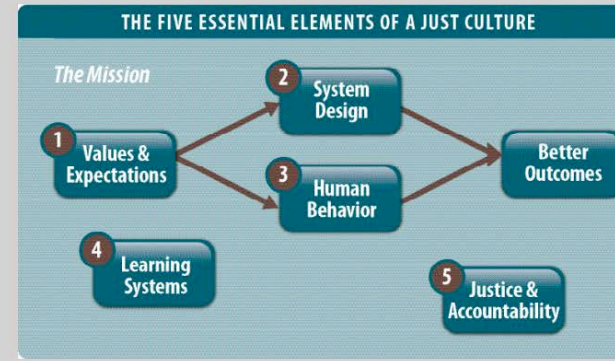 THE FIVE ESSENTIAL ELEMENTS OF A JUST CULTURE
The Mission
1
Values &
Expectations
2
System
Design
3
Human
Behavior
Better
Outcomes
4
Learning
Systems
5
Justice &
Accountability